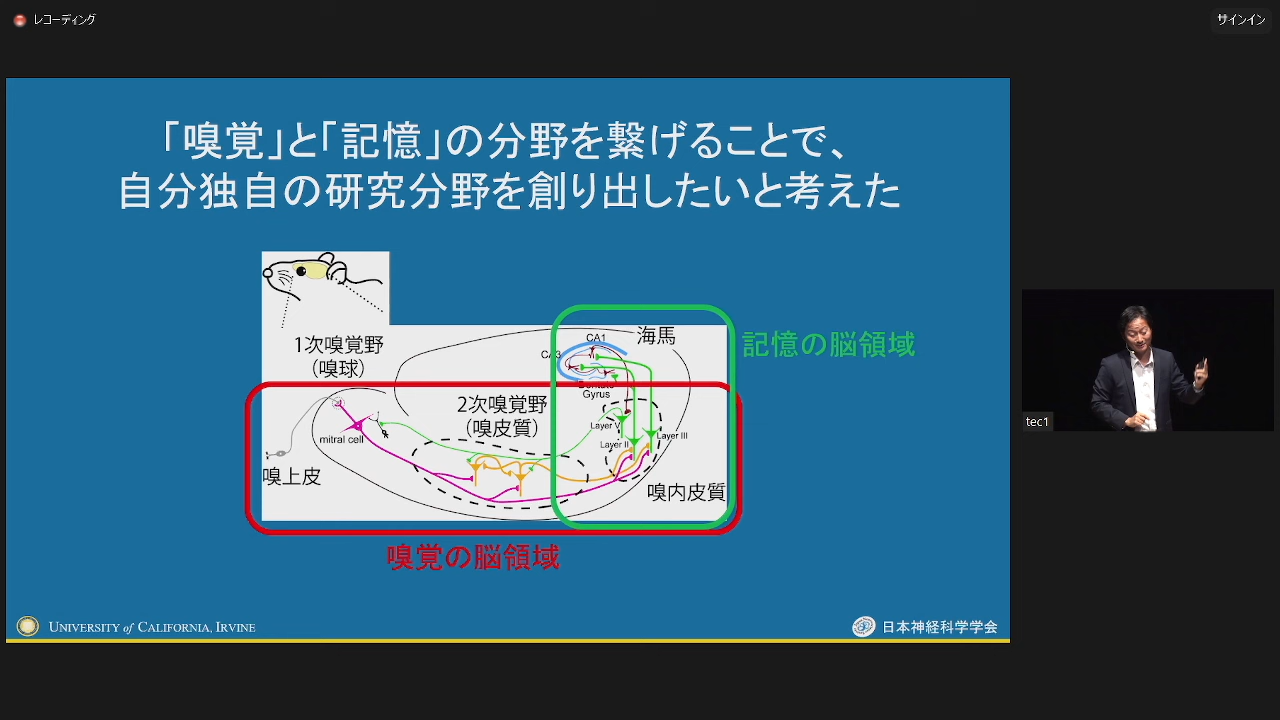 レコーディング
サインイン
「嗅覚」と「記憶」の分野を繋げることで、
自分独自の研究分野を創り出したいと考えた
1次嗅覚野
（嗅球）
CA1
海馬
CA3
記憶の脳領域
Dentate
Gyrus
2次嗅覚野
（嗅皮質）
mitral cell
Layer V
Layer II
Layer III
嗅上皮
嗅内皮質
嗅覚の脳領域
tec1
UNIVERSITY of CALIFORNIA, IRVINE
日本神経科学学会